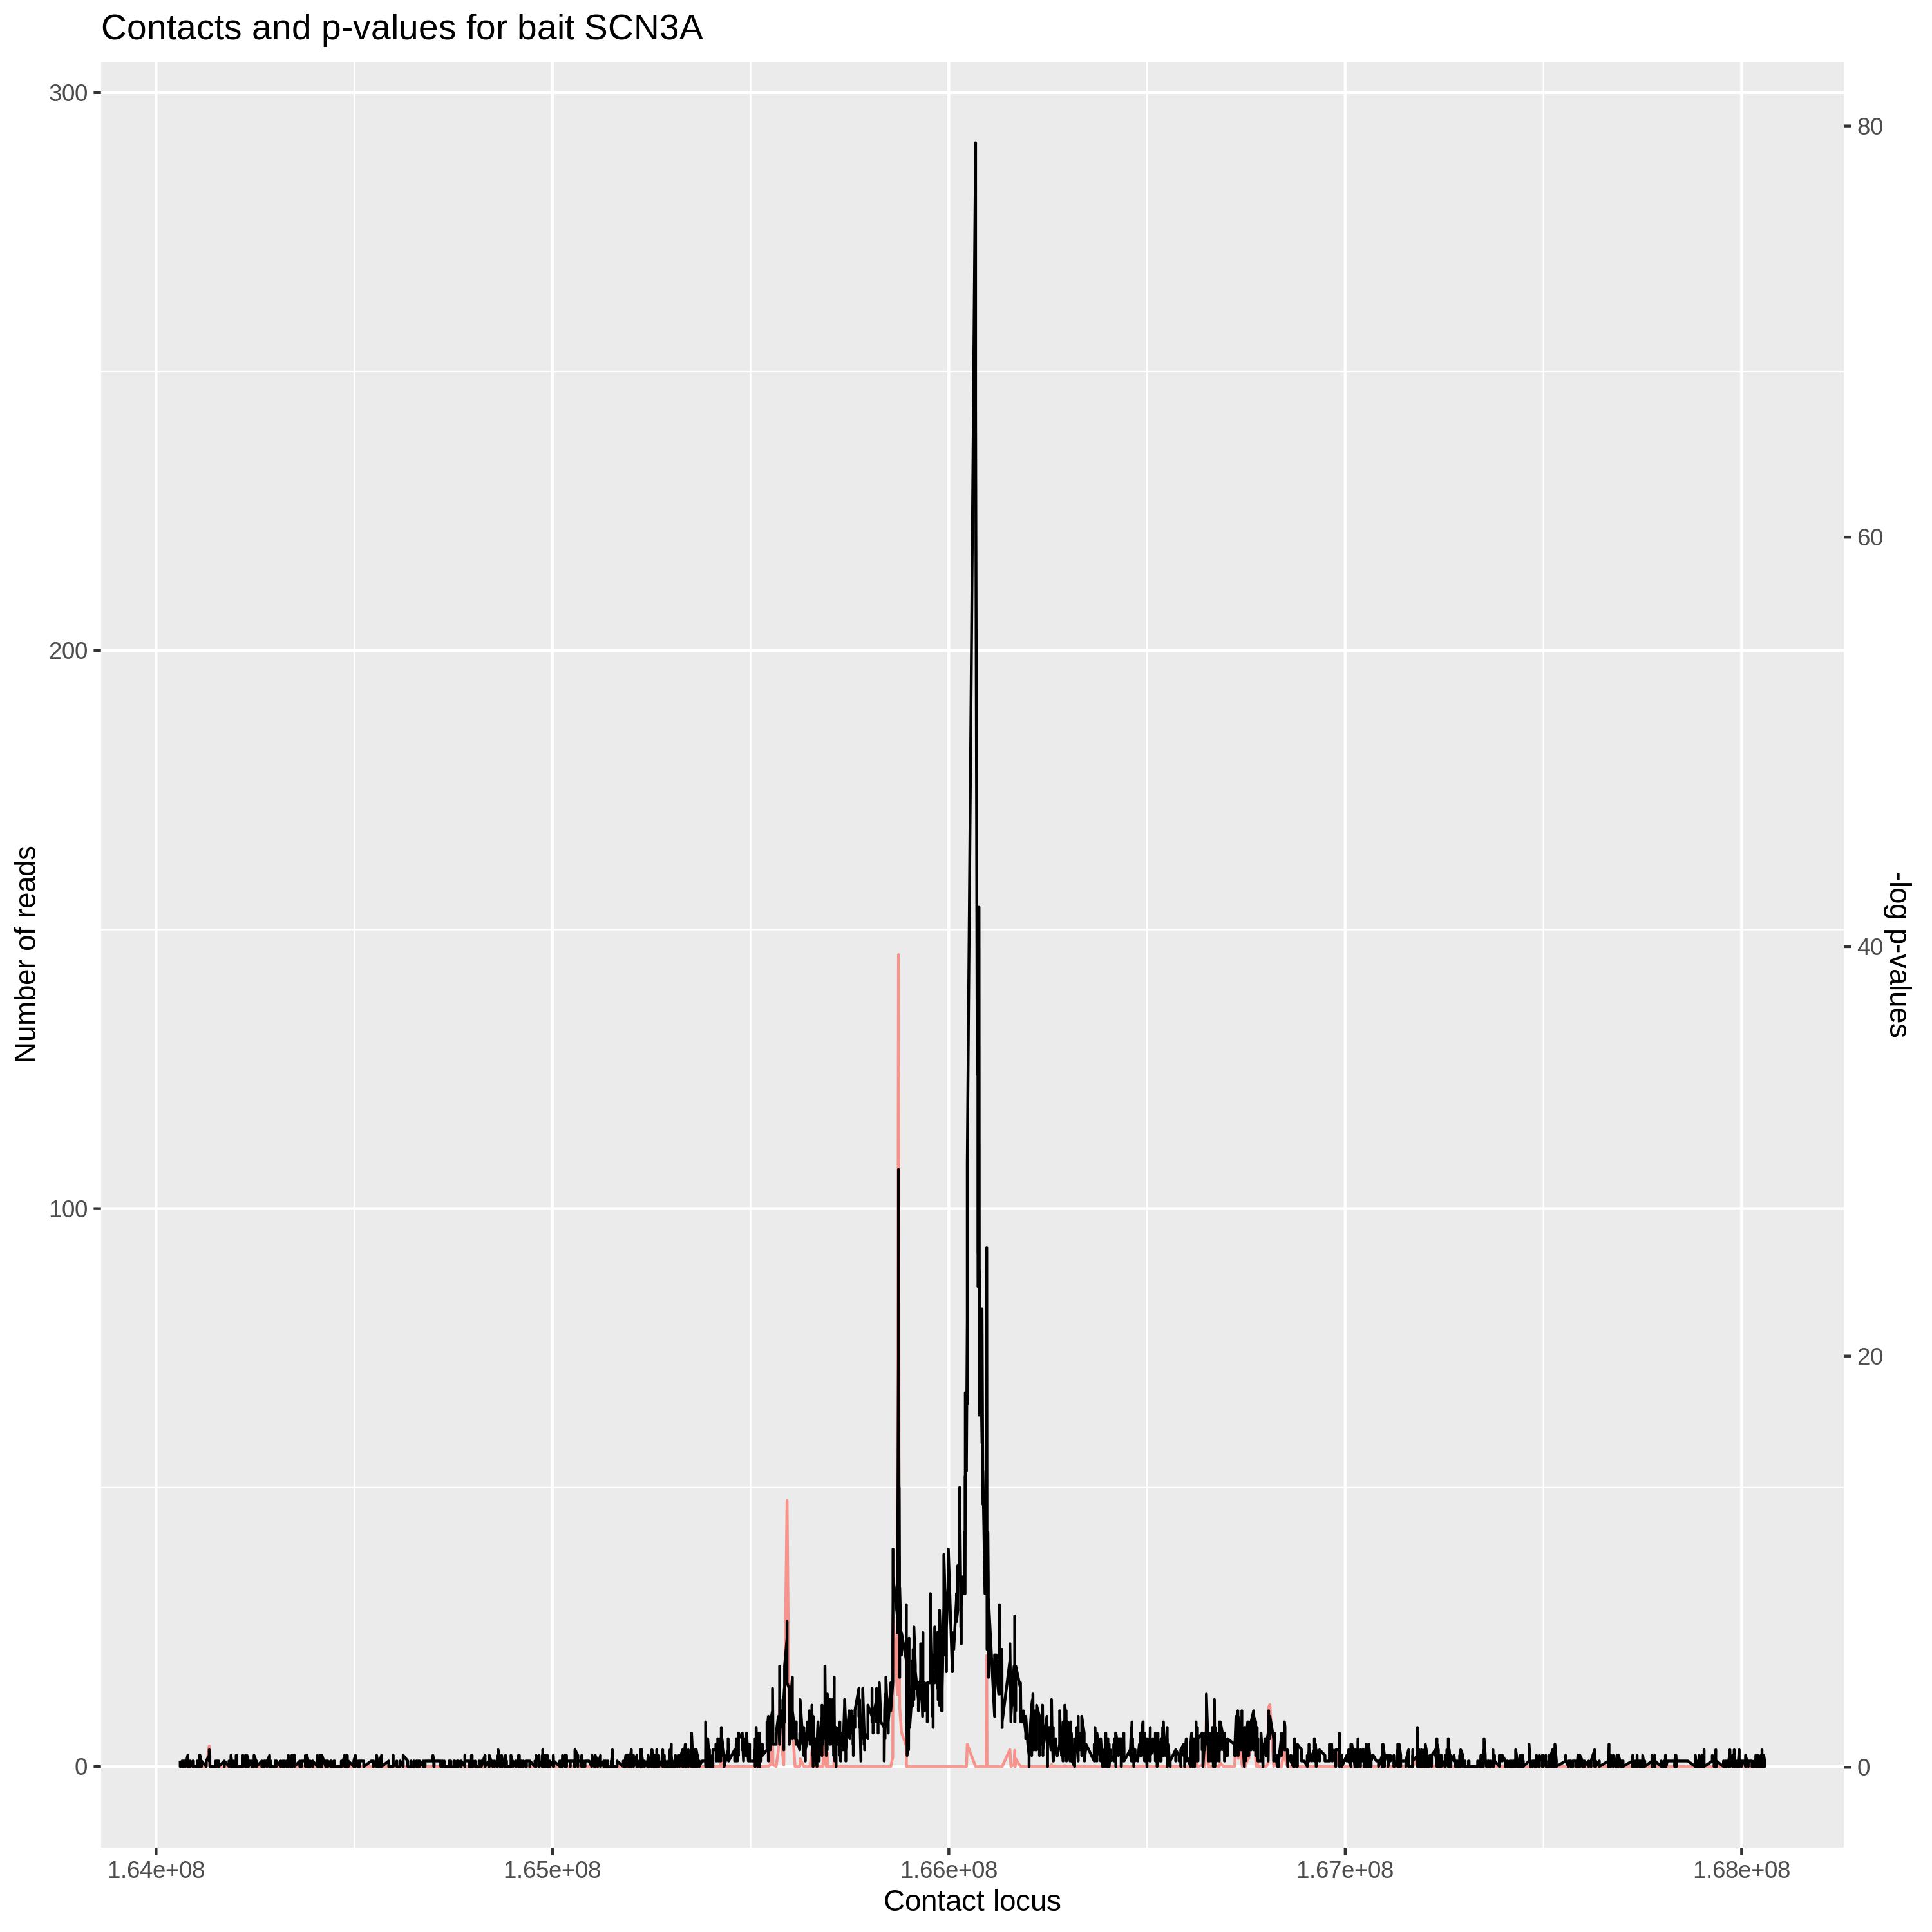 Contacts and p-values for bait SCN3A
300
200
100
0
Number of reads
80
60
40
20
0
-log p-values
1.64e+08
1.65e+08
1.66e+08
1.67e+08
1.68e+08
Contact locus